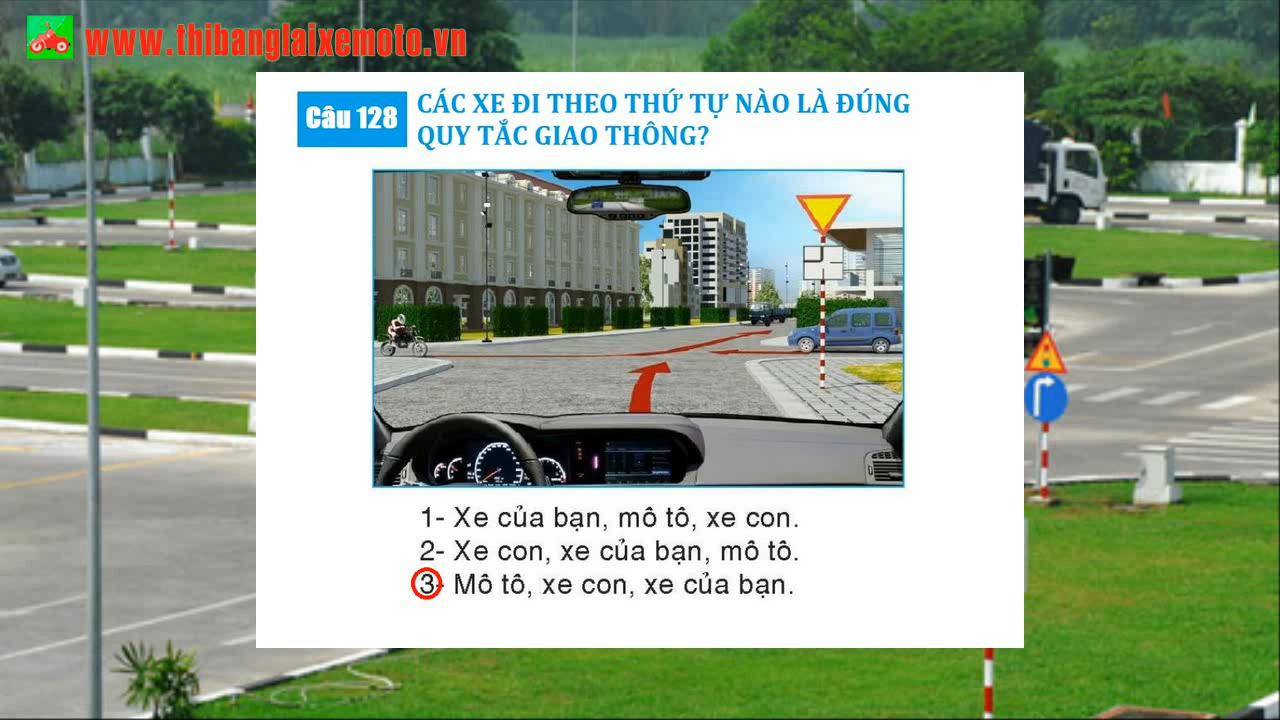 www.thibanglaixemoto.vn
Câu 128
CÁC XE ĐI THEO THỨ TỰ NÀO LÀ ĐÚNG
QUY TẮC GIAO THÔNG?
1- Xe của bạn, mô tô, xe con.
2- Xe con, xe của bạn, mô tô.
3- Mô tô, xe con, xe của bạn.